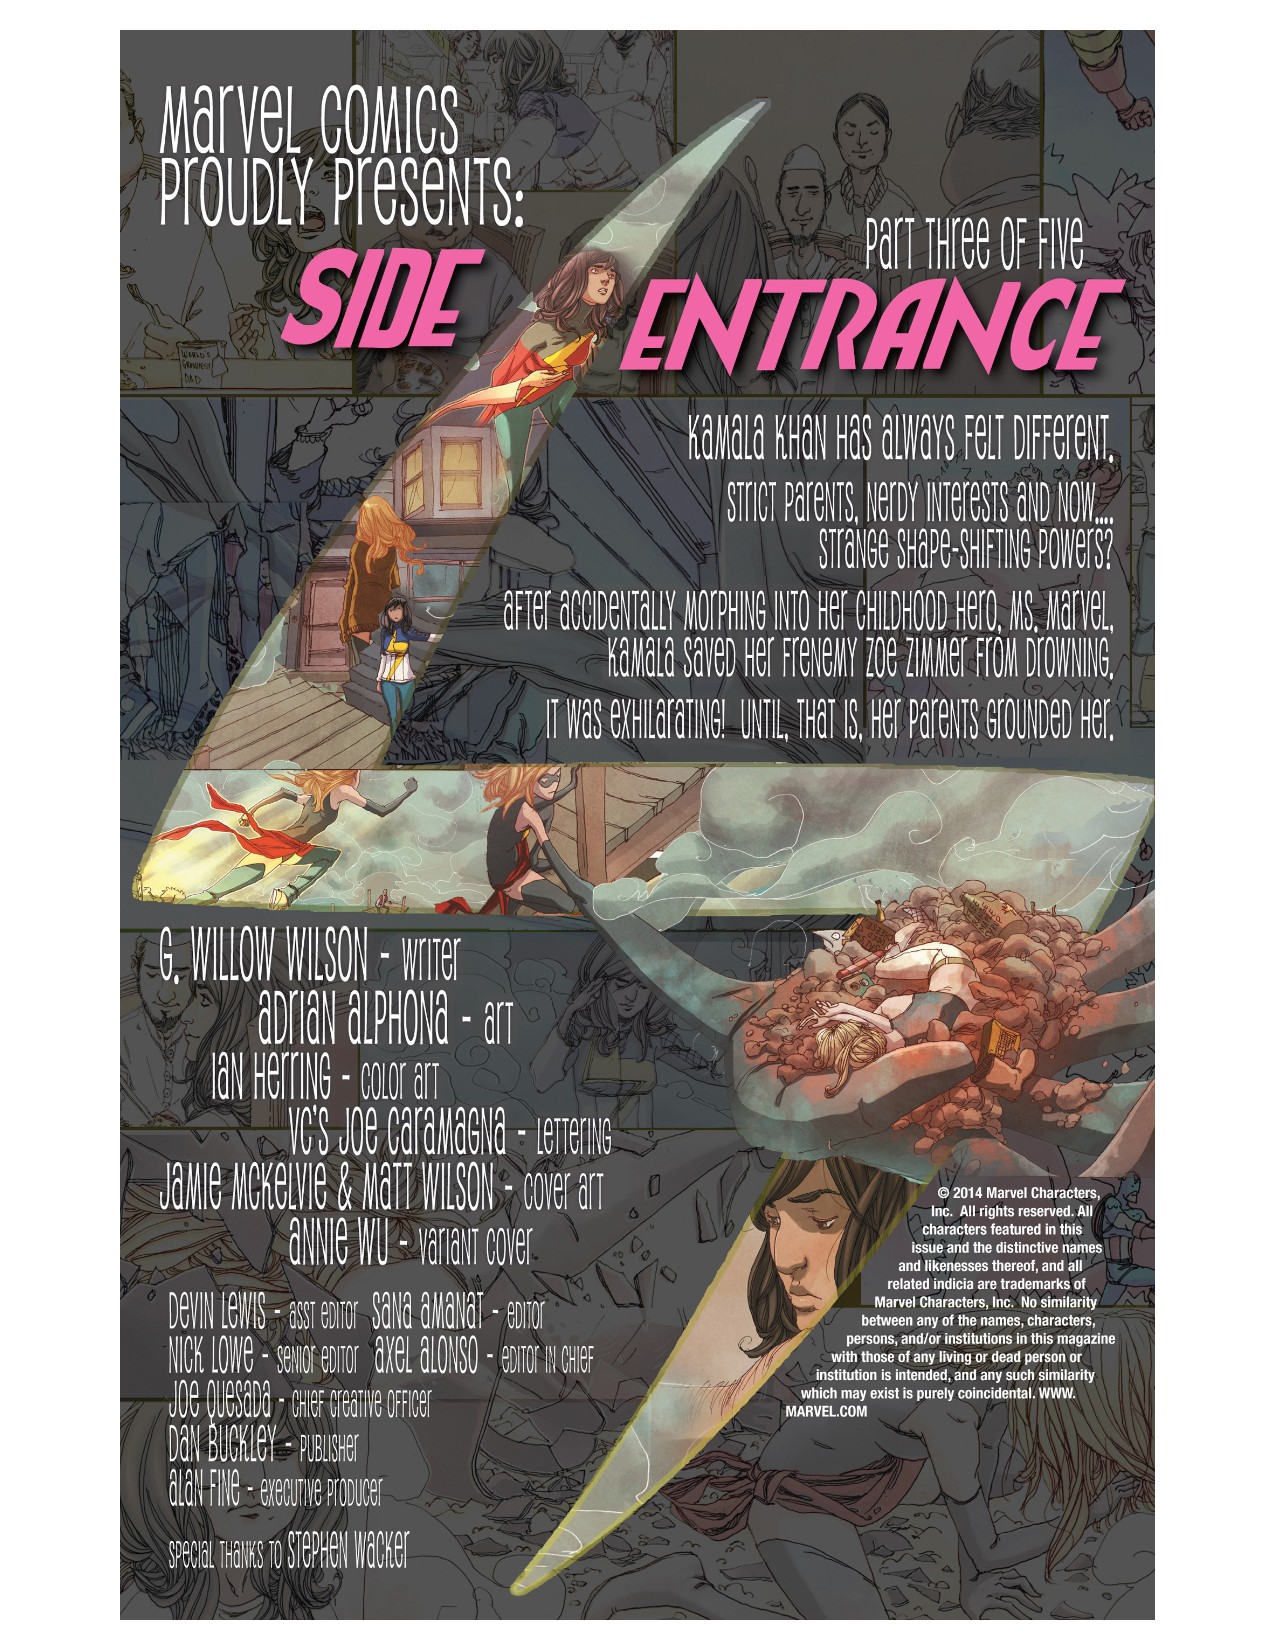 MARVEL COMICS
PROUDLY PRESENTS:
PART THREE OF FIVE
SIDE ENTRANCE
WORLD'S
GRUMPIEST
DAD
KAMALA KHAN HAS ALWAYS FELT DIFFERENT.
STRICT PARENTS, NERDY INTERESTS AND NOW....
STRANGE SHAPE-SHIFTING POWERS?
AFTER ACCIDENTALLY MORPHING INTO HER CHILDHOOD HERO, MS. MARVEL,
KAMALA SAVED HER FRENEMY ZOE ZIMMER FROM DROWNING.
IT WAS EXHILARATING! UNTIL, THAT IS, HER PARENTS GROUNDED HER.
G. WILLOW WILSON - WRITER
ADRIAN ALPHONA - ART
IAN HERRING - COLOR ART
VC'S JOE CARAMAGNA - LETTERING
JAMIE MCKELVIE & MATT WILSON - COVER ART
ANNIE WU - VARIANT COVER
DEVIN LEWIS - ASST EDITOR SANA AMANAT - EDITOR
NICK LOWE - SENIOR EDITOR AXEL ALONSO - EDITOR IN CHIEF
JOE QUESADA - CHIEF CREATIVE OFFICER
DAN BUCKLEY - PUBLISHER
ALAN FINE - EXECUTIVE PRODUCER
SPECIAL THANKS TO STEPHEN WACKER
© 2014 Marvel Characters,
Inc. All rights reserved. All
characters featured in this
issue and the distinctive names
and likenesses thereof, and all
related indicia are trademarks of
Marvel Characters, Inc. No similarity
between any of the names, characters,
persons, and/or institutions in this magazine
with those of any living or dead person or
institution is intended, and any such similarity
which may exist is purely coincidental. WWW.
MARVEL.COM